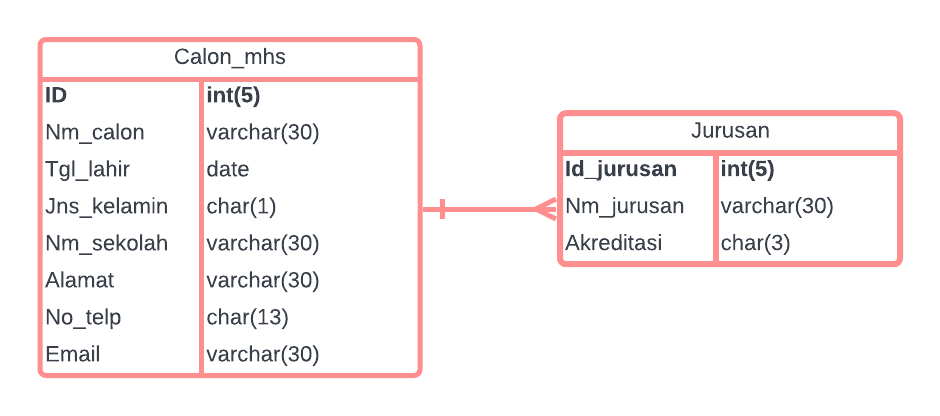 Calon_mhs
ID int(5)
Nm_calon varchar(30)
Tgl_lahir date
Jns_kelamin char(1)
Nm_sekolah varchar(30)
Alamat varchar(30)
No_telp char(13)
Email varchar(30)
Jurusan
Id_jurusan int(5)
Nm_jurusan varchar(30)
Akreditasi char(3)